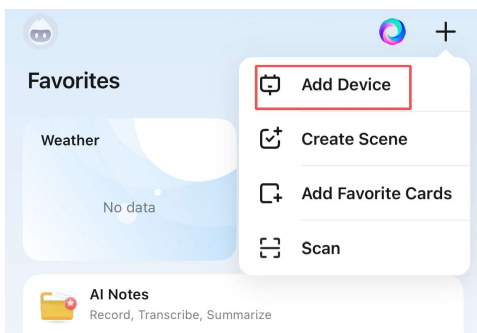 Favorites
Add Device
Weather
Create Scene
No data
Add Favorite Cards
Scan
AI Notes
Record, Transcribe, Summarize